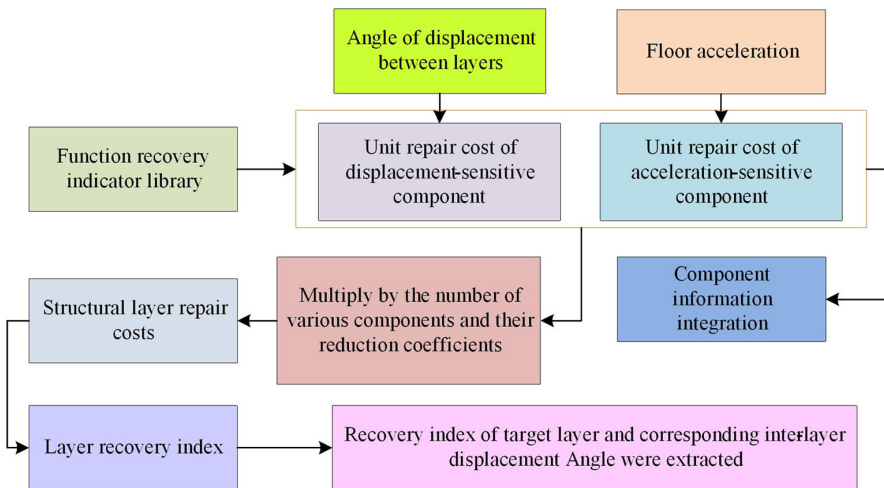 Angle of displacement
between layers
Floor acceleration
Function recovery
indicator library
Unit repair cost of
displacement-sensitive
component
Unit repair cost of
acceleration-sensitive
component
Structural layer repair
costs
Multiply by the number of
various components and their
reduction coefficients
Component
information
integration
Layer recovery index
Recovery index of target layer and corresponding inter-layer
displacement Angle were extracted